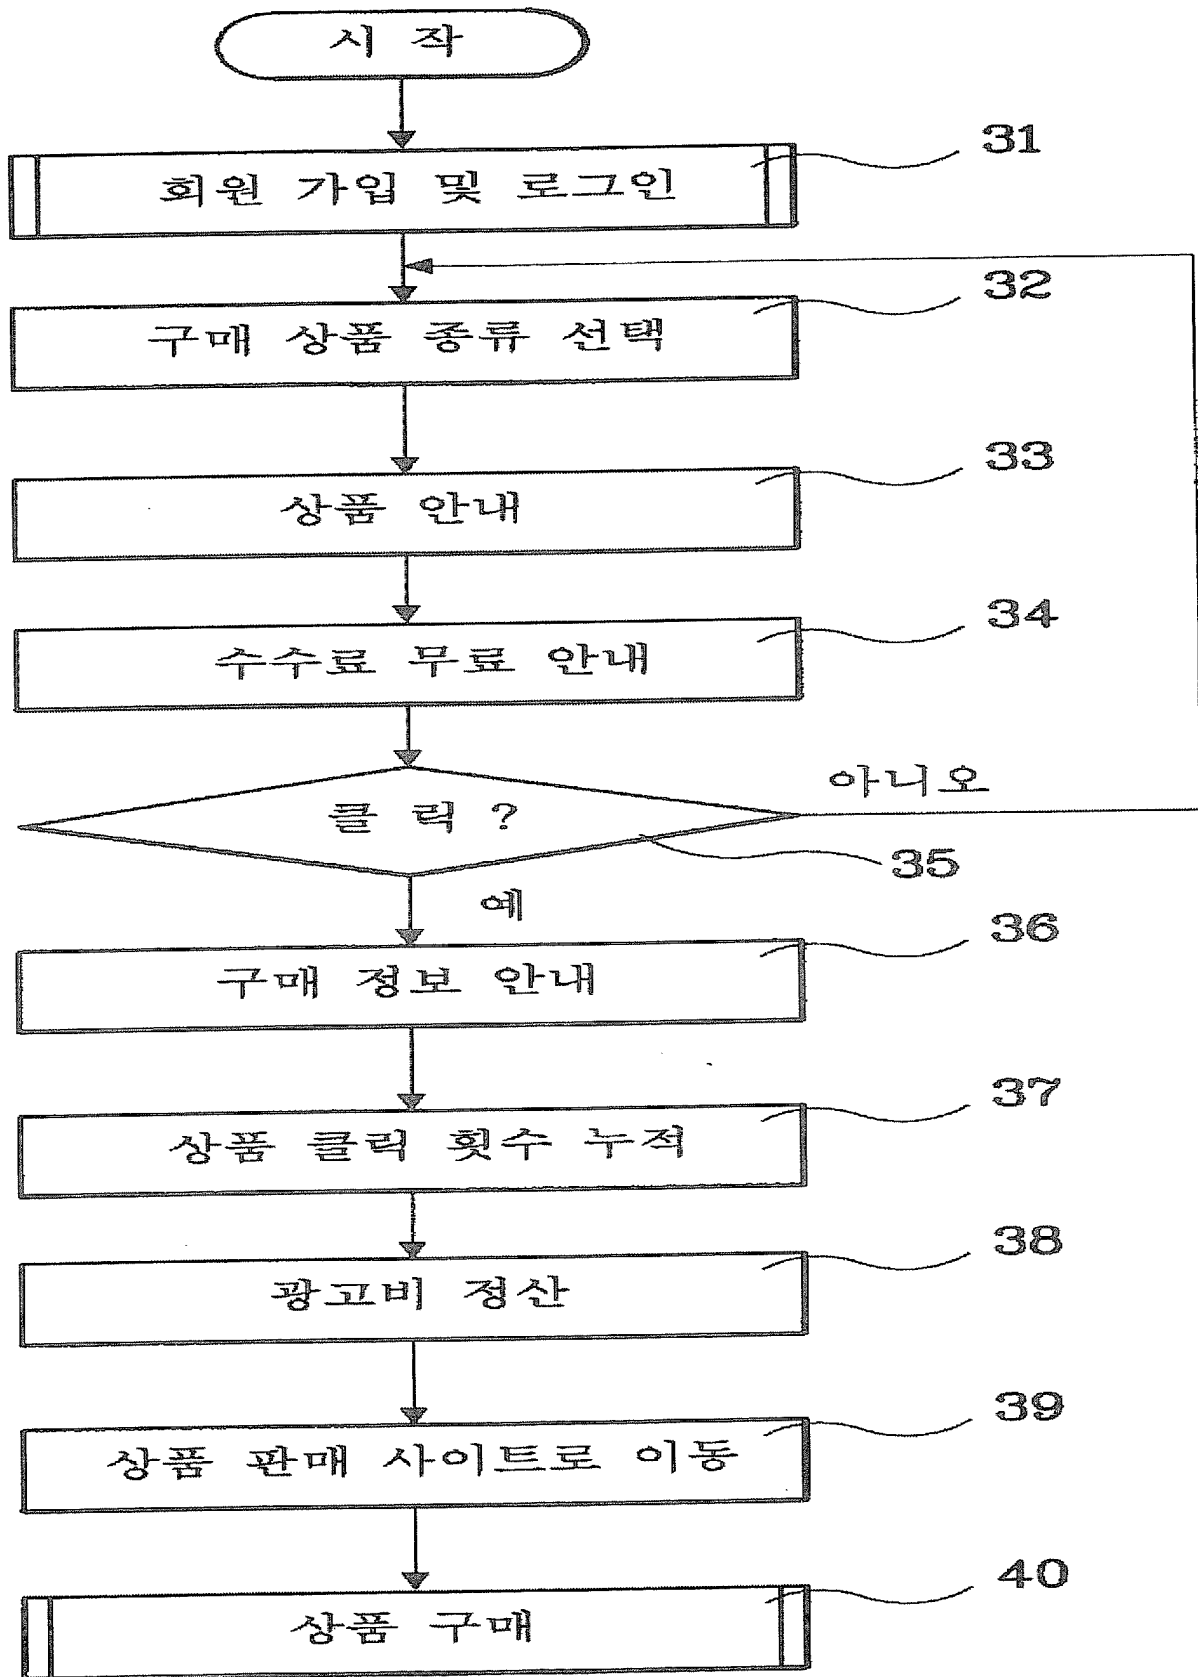 시 작
31
회원 가입 및 로그인
32
구매 상품 종류 선택
33
상품 안내
34
수수료 무료 안내
아니오
클 릭 ?
35
예
36
구매 정보 안내
37
상품 클릭 횟수 누적
38
광고비 정산
39
상품 판매 사이트로 이동
40
상품 구매